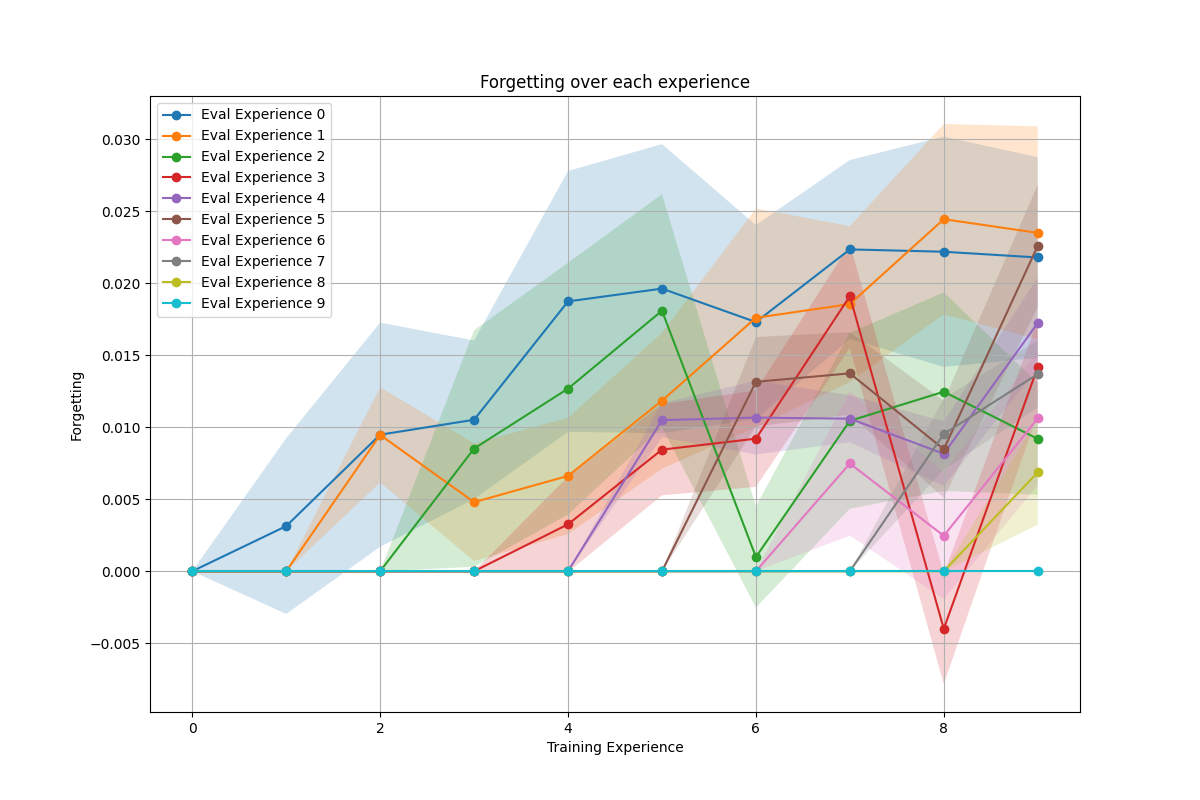 Forgetting over each experience
Eval Experience 0
Eval Experience 1
Eval Experience 2
Eval Experience 3
Eval Experience 4
Eval Experience 5
Eval Experience 6
Eval Experience 7
Eval Experience 8
Eval Experience 9
0.030
0.025
0.020
0.015
0.010
0.005
0.000
−0.005
Forgetting
0 2 4 6 8
Training Experience